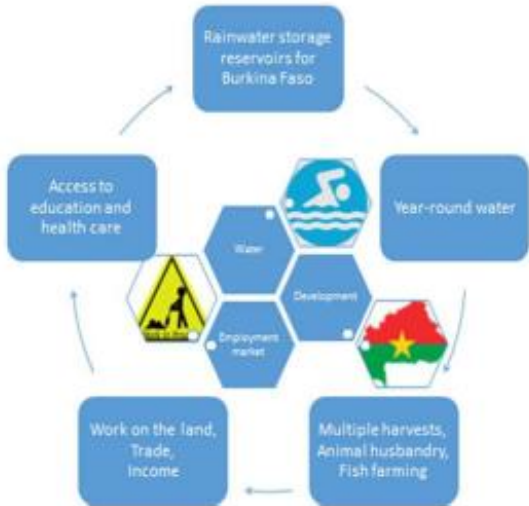 Rainwater storage
reservoirs for
Burkina Faso
Year-round water
Multiple harvests,
Animal husbandry,
Fish farming
Work on the land,
Trade,
Income
Access to
education and
health care
Water
Development
Employment
market